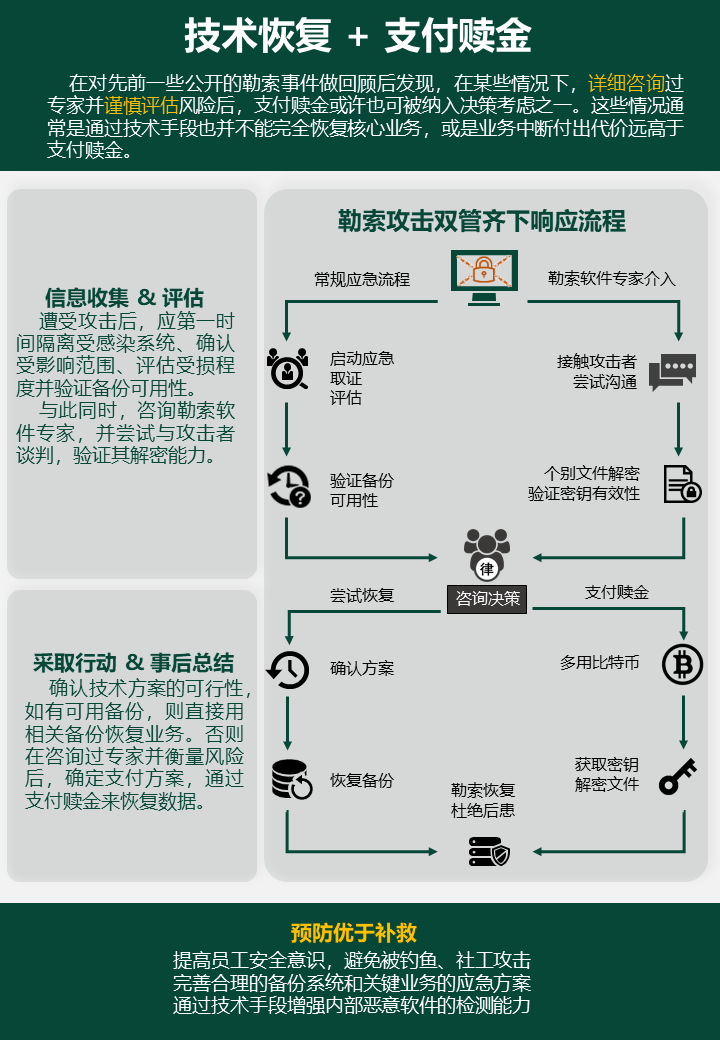 技术恢复 + 支付赎金
在对先前一些公开的勒索事件做回顾后发现，在某些情况下，详细咨询过
专家并谨慎评估风险后，支付赎金或许也可被纳入决策考虑之一。这些情况通
常是通过技术手段也并不能完全恢复核心业务，或是业务中断付出代价远高于
支付赎金。
信息收集 & 评估
遭受攻击后，应第一时
间隔离受感染系统、确认
受影响范围、评估受损程
度并验证备份可用性。
与此同时，咨询勒索软
件专家，并尝试与攻击者
谈判，验证其解密能力。
采取行动 & 事后总结
确认技术方案的可行性，
如有可用备份，则直接用
相关备份恢复业务。否则
在咨询过专家并衡量风险
后，确定支付方案，通过
支付赎金来恢复数据。
勒索攻击双管齐下响应流程
常规应急流程
勒索软件专家介入
启动应急
取证
评估
接触攻击者
尝试沟通
验证备份
可用性
个别文件解密
验证密钥有效性
律
咨询决策
尝试恢复
支付赎金
确认方案
多用比特币
恢复备份
获取密钥
解密文件
勒索恢复
杜绝后患
预防优于补救
提高员工安全意识，避免被钓鱼、社工攻击
完善合理的备份系统和关键业务的应急方案
通过技术手段增强内部恶意软件的检测能力